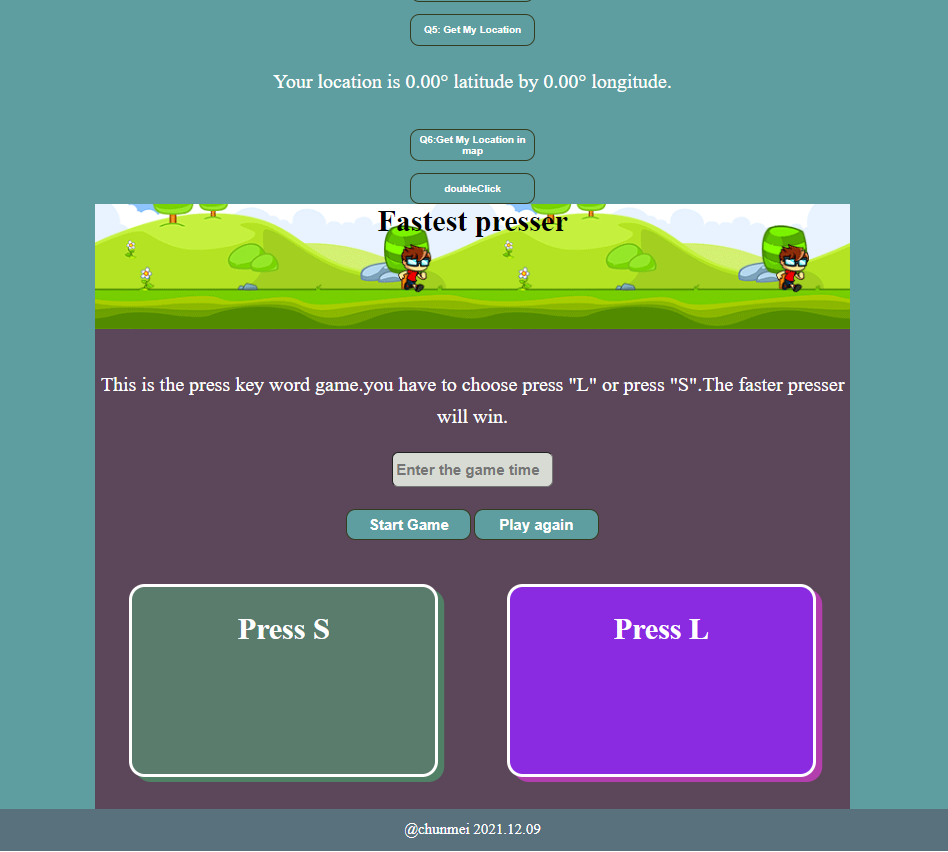 Q5: Get My Location
Your location is 0.00° latitude by 0.00° longitude.
Q6:Get My Location in
map
doubleClick
Fastest presser
This is the press key word game.you have to choose press "L" or press "S".The faster presser
will win.
Enter the game time
Start Game Play again
Press S Press L
@chunmei 2021.12.09